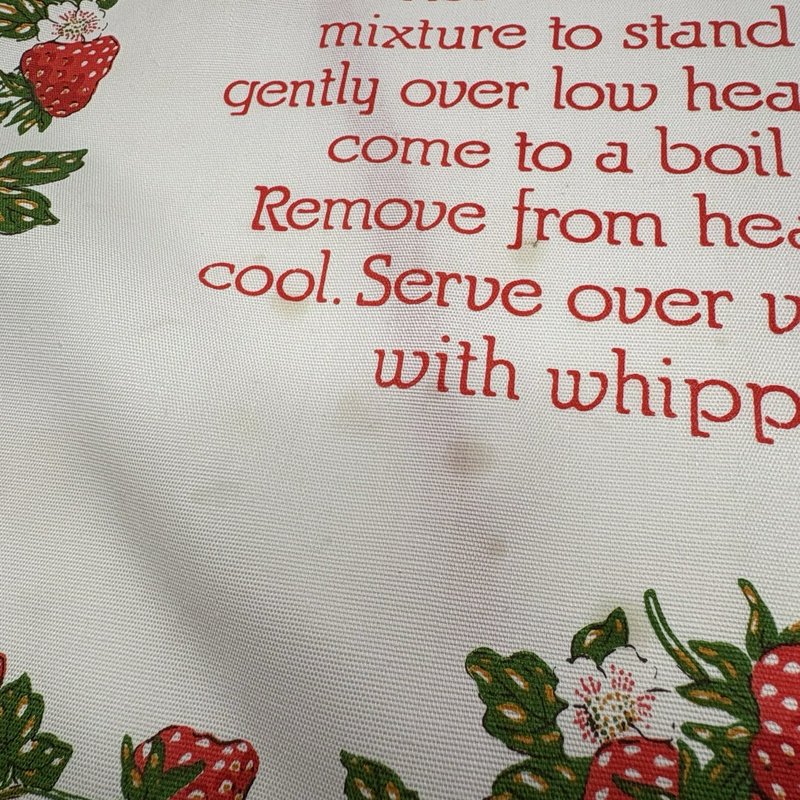 mixture to stand
gently over low hea
come to a boil
Remove from hea
cool. Serve over v
with whipp